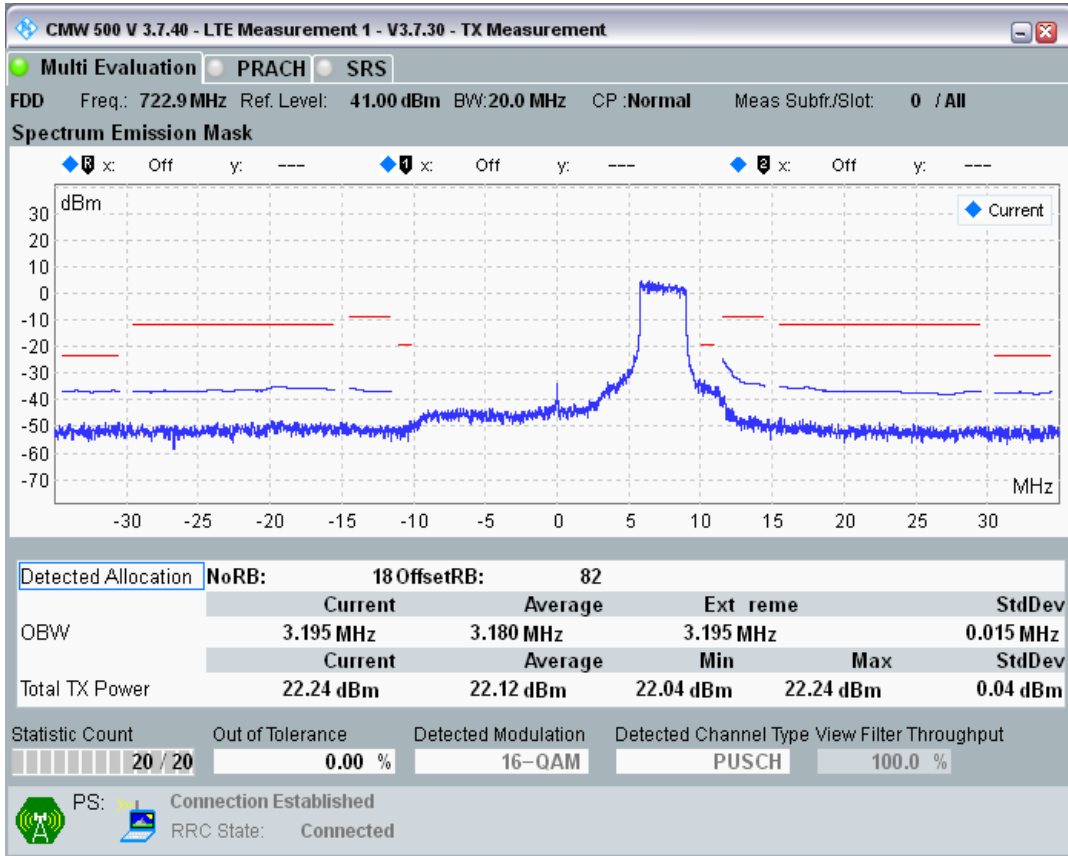 CMW 500 V 3.7.40 - LTE Measurement 1 - V3.7.30 - TX Measurement
Multi Evaluation PRACH SRS
FDD Freq.: 722.9 MHz Ref. Level: 41.00 dBm BW:20.0 MHz CP :Normal Meas Subfr./Slot: 0 / All
Spectrum Emission Mask
R x: Off y: --- 1 x: Off y: --- 2 x: Off y: ---
dBm
Current
30
20
10
0
-10
-20
-30
-40
-50
-60
-70
MHz
-30 -25 -20 -15 -10 -5 0 5 10 15 20 25 30
Detected Allocation NoRB: 18 OffsetRB: 82
Current Average Ext reme StdDev
OBW 3.195 MHz 3.180 MHz 3.195 MHz 0.015 MHz
Current Average Min Max StdDev
Total TX Power 22.24 dBm 22.12 dBm 22.04 dBm 22.24 dBm 0.04 dBm
Statistic Count Out of Tolerance Detected Modulation Detected Channel Type View Filter Throughput
20 / 20 0.00 % 16-QAM PUSCH 100.0 %
PS: Connection Established
RRC State: Connected